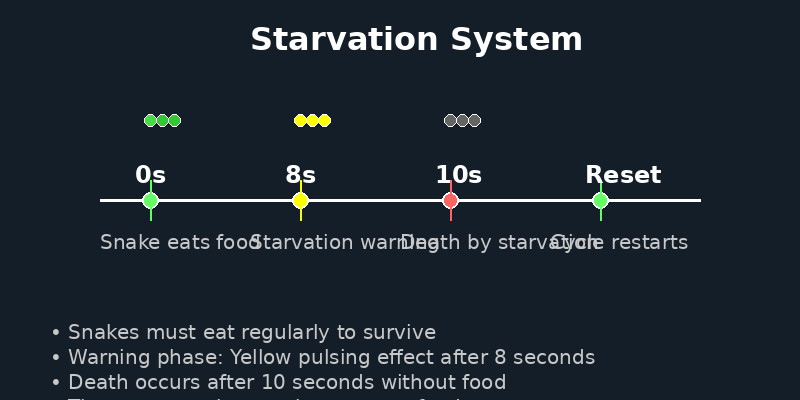 Starvation System
0s 8s 10s Reset
Snake eats food Starvation warning Death by starvation Cycle restarts
• Snakes must eat regularly to survive
• Warning phase: Yellow pulsing effect after 8 seconds
• Death occurs after 10 seconds without food